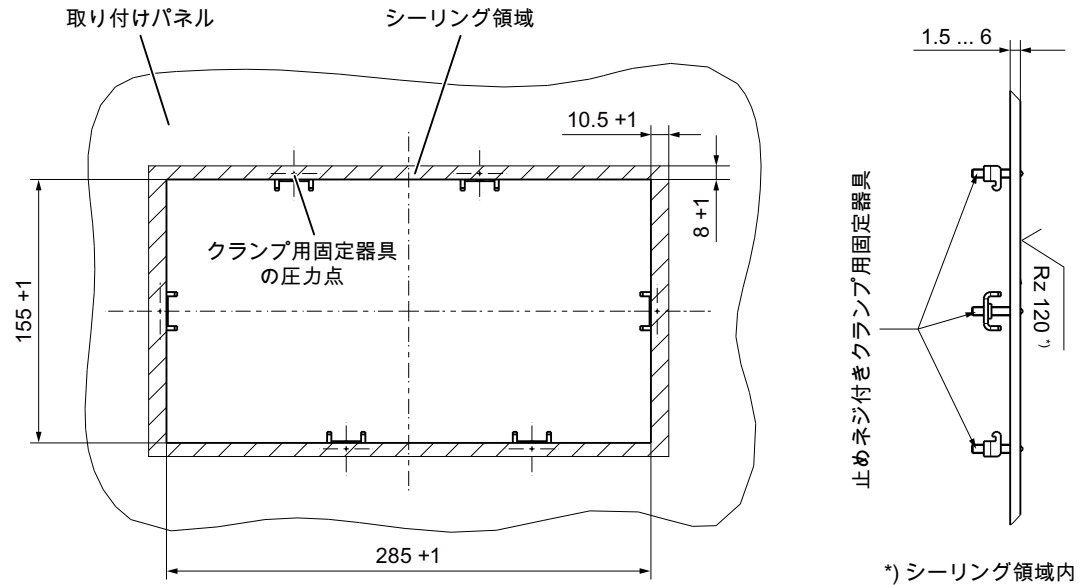 取り付けパネル
シーリング領域
1.5 ... 6
10.5 +1
8 +1
クランプ用固定器具
の圧力点
155 +1
285 +1
止めネジ付きクランプ用固定器具
Rz 120 *)
*) シーリング領域内